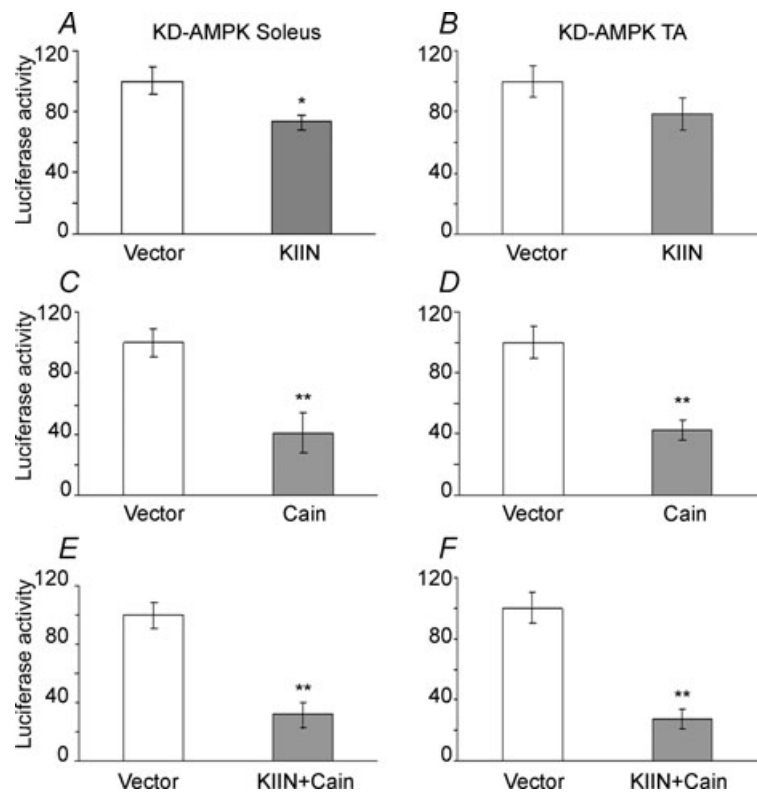 A
KD-AMPK Soleus
B
KD-AMPK TA
Luciferase activity
120
80
40
0
*
Vector
KIIN
120
80
40
0
Vector
KIIN
C
D
Luciferase activity
120
80
40
0
**
Vector
Cain
120
80
40
0
**
Vector
Cain
E
F
Luciferase activity
120
80
40
0
**
Vector
KIIN+Cain
120
80
40
0
**
Vector
KIIN+Cain